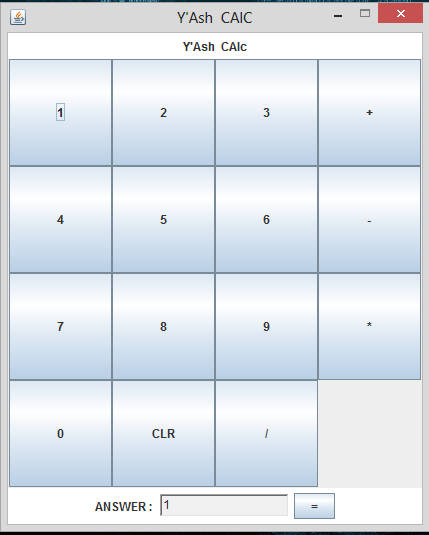 Y'Ash CAlC
Y'Ash CAlc
1 2 3 +
4 5 6 -
7 8 9 *
0 CLR /
ANSWER : 1 =